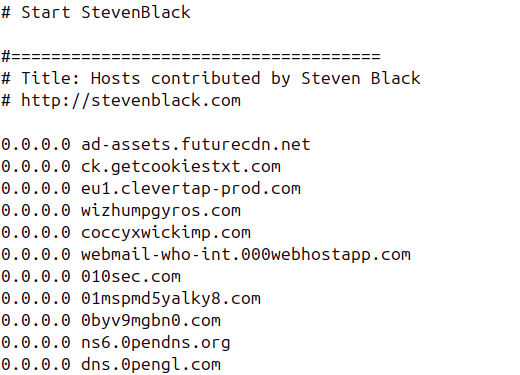 # Start StevenBlack
#=====================================
# Title: Hosts contributed by Steven Black
# http://stevenblack.com
0.0.0.0 ad-assets.futurecdn.net
0.0.0.0 ck.getcookiestxt.com
0.0.0.0 eu1.clevertap-prod.com
0.0.0.0 wizhumpgyros.com
0.0.0.0 coccyxwickimp.com
0.0.0.0 webmail-who-int.000webhostapp.com
0.0.0.0 010sec.com
0.0.0.0 01mspmd5yalky8.com
0.0.0.0 0byv9mgbn0.com
0.0.0.0 ns6.0pendns.org
0.0.0.0 dns.0pengl.com